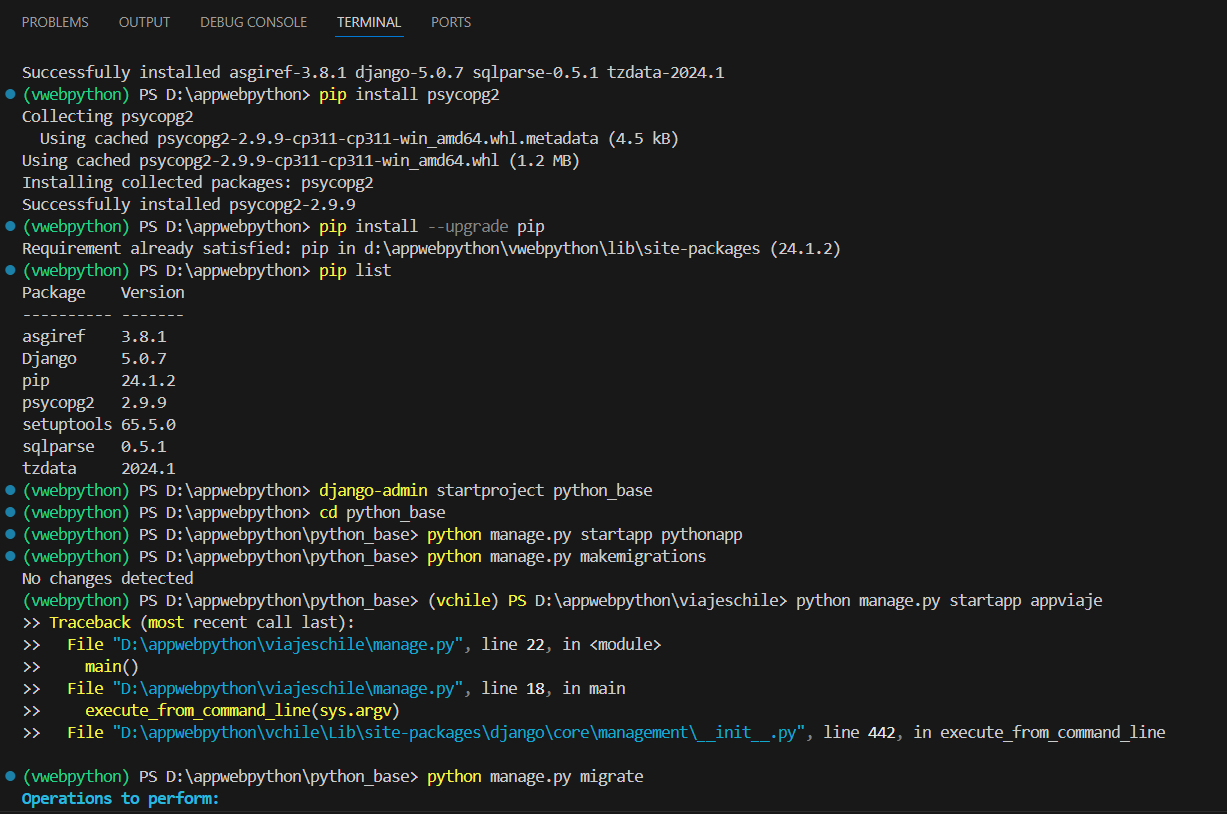 PROBLEMS OUTPUT DEBUG CONSOLE TERMINAL PORTS
Successfully installed asgiref-3.8.1 django-5.0.7 sqlparse-0.5.1 tzdata-2024.1
(vwebpython) PS D:\appwebpython> pip install psycopg2
Collecting psycopg2
  Using cached psycopg2-2.9.9-cp311-cp311-win_amd64.whl.metadata (4.5 kB)
Using cached psycopg2-2.9.9-cp311-cp311-win_amd64.whl (1.2 MB)
Installing collected packages: psycopg2
Successfully installed psycopg2-2.9.9
(vwebpython) PS D:\appwebpython> pip install --upgrade pip
Requirement already satisfied: pip in d:\appwebpython\vwebpython\lib\site-packages (24.1.2)
(vwebpython) PS D:\appwebpython> pip list
Package    Version
---------- -------
asgiref    3.8.1
Django     5.0.7
pip        24.1.2
psycopg2   2.9.9
setuptools 65.5.0
sqlparse   0.5.1
tzdata     2024.1
(vwebpython) PS D:\appwebpython> django-admin startproject python_base
(vwebpython) PS D:\appwebpython> cd python_base
(vwebpython) PS D:\appwebpython\python_base> python manage.py startapp pythonapp
(vwebpython) PS D:\appwebpython\python_base> python manage.py makemigrations
No changes detected
(vwebpython) PS D:\appwebpython\python_base> (vchile) PS D:\appwebpython\viajeschile> python manage.py startapp appviaje
>> Traceback (most recent call last):
>>   File "D:\appwebpython\viajeschile\manage.py", line 22, in <module>
>>     main()
>>   File "D:\appwebpython\viajeschile\manage.py", line 18, in main
>>     execute_from_command_line(sys.argv)
>>   File "D:\appwebpython\vchile\Lib\site-packages\django\core\management\__init__.py", line 442, in execute_from_command_line
(vwebpython) PS D:\appwebpython\python_base> python manage.py migrate
Operations to perform: